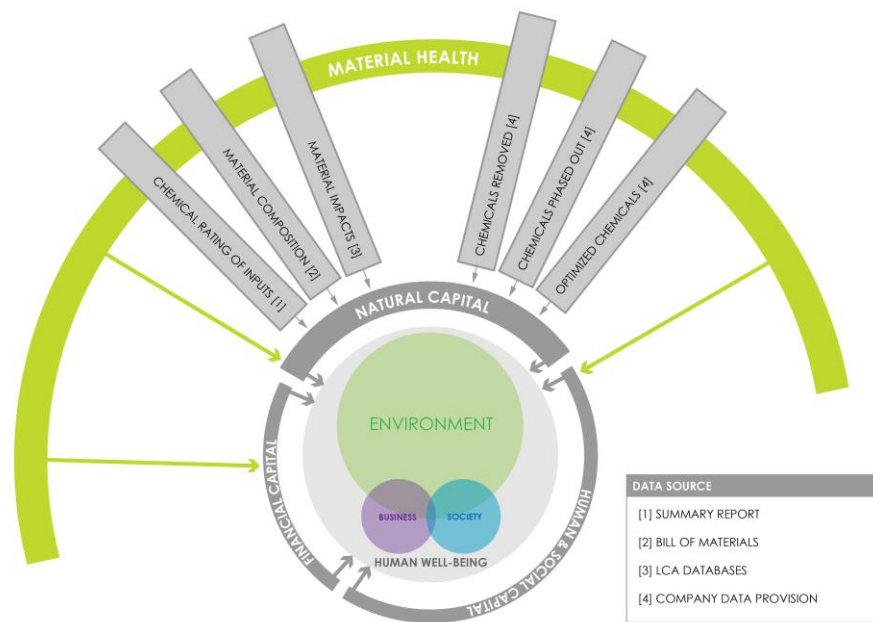 MATERIAL HEALTH
CHEMICAL RATING OF INPUTS [1]
MATERIAL COMPOSITION [2]
MATERIAL IMPACTS [3]
CHEMICALS REMOVED [4]
CHEMICALS PHASED OUT [4]
OPTIMIZED CHEMICALS [4]
NATURAL CAPITAL
FINANCIAL CAPITAL
HUMAN & SOCIAL CAPITAL
ENVIRONMENT
BUSINESS
SOCIETY
HUMAN WELL-BEING
DATA SOURCE
[1] SUMMARY REPORT
[2] BILL OF MATERIALS
[3] LCA DATABASES
[4] COMPANY DATA PROVISION